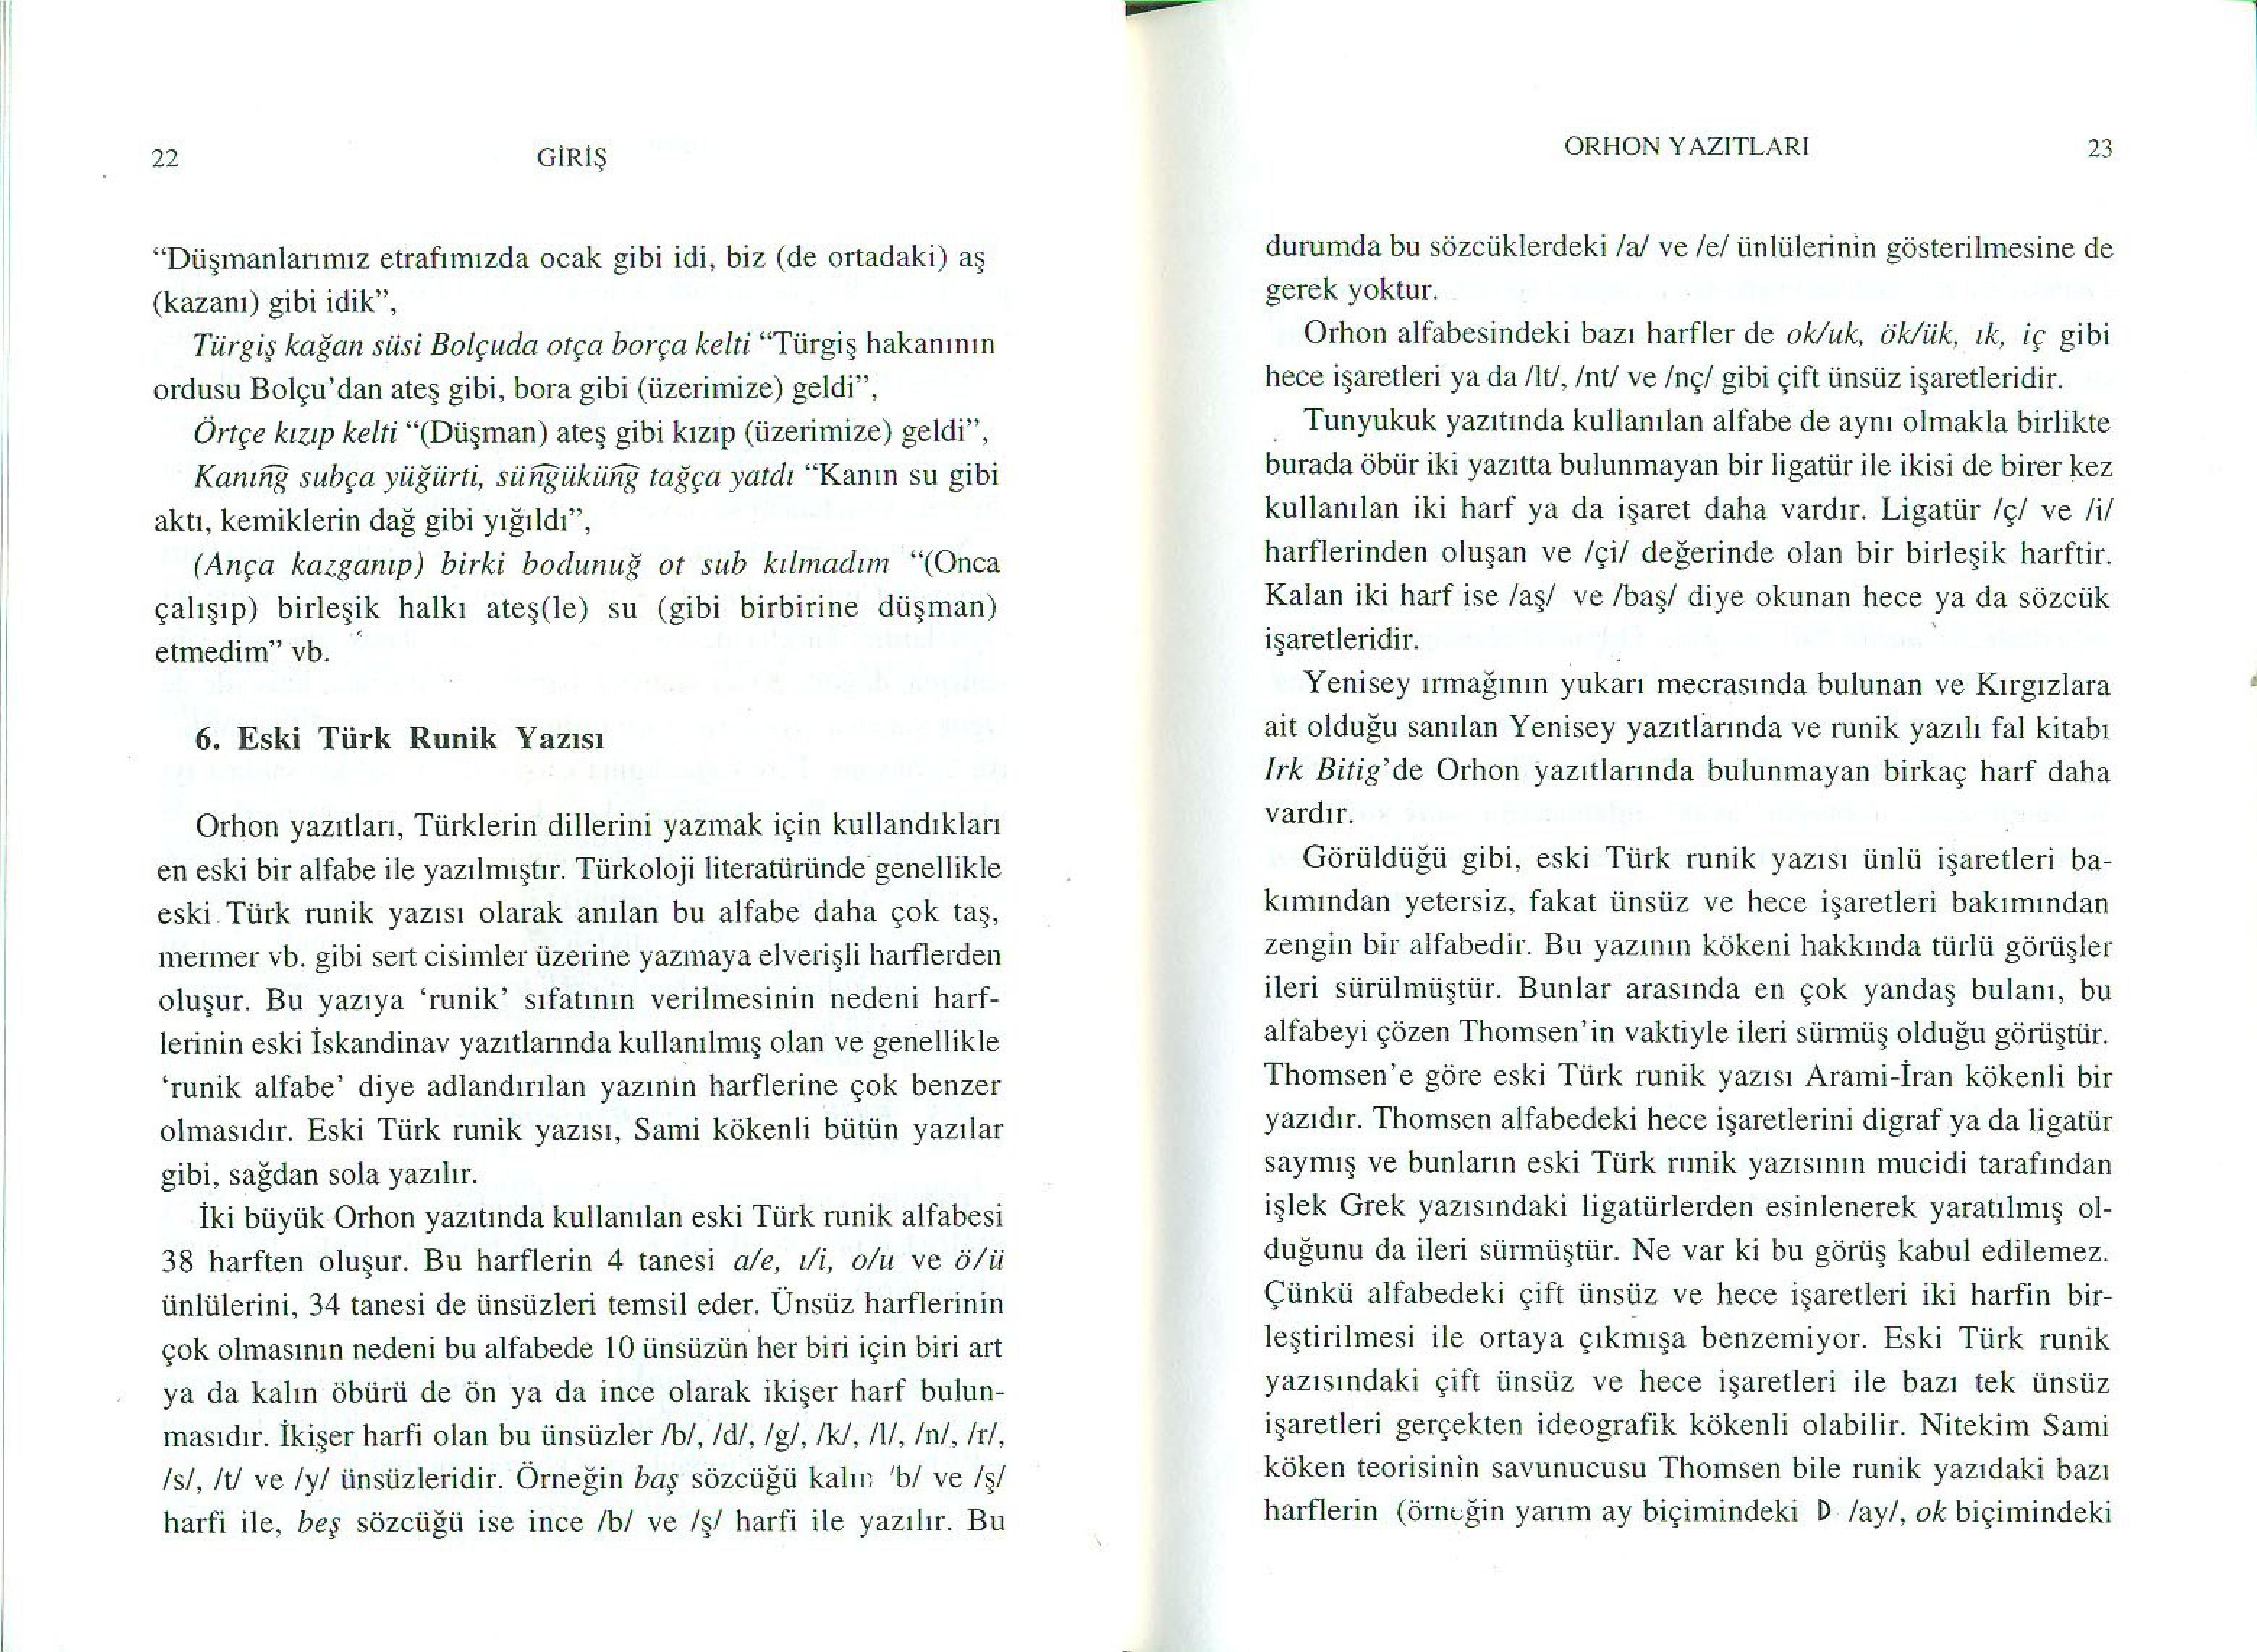 22
GİRİŞ
“Düşmanlarımız etrafımızda ocak gibi idi, biz (de ortadaki) aş
(kazanı) gibi idik”,
Türgiş kağan süsi Bolçuda otça borça kelti “Türgiş hakanının
ordusu Bolçu’dan ateş gibi, bora gibi (üzerimize) geldi”,
Örtçe kızıp kelti “(Düşman) ateş gibi kızıp (üzerimize) geldi”,
Kanın͡g subça yüğürti, sün͡gükün͡g tağça yatdı “Kanın su gibi
aktı, kemiklerin dağ gibi yığıldı”,
(Ança kazganıp) birki bodunuğ ot sub kılmadım “(Onca
çalışıp) birleşik halkı ateş(le) su (gibi birbirine düşman)
etmedim” vb.
6. Eski Türk Runik Yazısı
Orhon yazıtları, Türklerin dillerini yazmak için kullandıkları
en eski bir alfabe ile yazılmıştır. Türkoloji literatüründe genellikle
eski Türk runik yazısı olarak anılan bu alfabe daha çok taş,
mermer vb. gibi sert cisimler üzerine yazmaya elverişli harflerden
oluşur. Bu yazıya ‘runik’ sıfatının verilmesinin nedeni harf-
lerinin eski İskandinav yazıtlarında kullanılmış olan ve genellikle
‘runik alfabe’ diye adlandırılan yazının harflerine çok benzer
olmasıdır. Eski Türk runik yazısı, Sami kökenli bütün yazılar
gibi, sağdan sola yazılır.
İki büyük Orhon yazıtında kullanılan eski Türk runik alfabesi
38 harften oluşur. Bu harflerin 4 tanesi a/e, ı/i, o/u ve ö/ü
ünlülerini, 34 tanesi de ünsüzleri temsil eder. Ünsüz harflerinin
çok olmasının nedeni bu alfabede 10 ünsüzün her biri için biri art
ya da kalın öbürü de ön ya da ince olarak ikişer harf bulun-
masıdır. İkişer harfi olan bu ünsüzler /b/, /d/, /g/, /k/, /l/, /n/, /r/,
/s/, /t/ ve /y/ ünsüzleridir. Örneğin baş sözcüğü kalın /b/ ve /ş/
harfi ile, beş sözcüğü ise ince /b/ ve /ş/ harfi ile yazılır. Bu
ORHON YAZITLARI
23
durumda bu sözcüklerdeki /a/ ve /e/ ünlülerinin gösterilmesine de
gerek yoktur.
Orhon alfabesindeki bazı harfler de ok/uk, ök/ük, ık, iç gibi
hece işaretleri ya da /lt/, /nt/ ve /nç/ gibi çift ünsüz işaretleridir.
Tunyukuk yazıtında kullanılan alfabe de aynı olmakla birlikte
burada öbür iki yazıtta bulunmayan bir ligatür ile ikisi de birer kez
kullanılan iki harf ya da işaret daha vardır. Ligatür /ç/ ve /i/
harflerinden oluşan ve /çi/ değerinde olan bir birleşik harftir.
Kalan iki harf ise /aş/ ve /baş/ diye okunan hece ya da sözcük
işaretleridir.
Yenisey ırmağının yukarı mecrasında bulunan ve Kırgızlara
ait olduğu sanılan Yenisey yazıtlarında ve runik yazılı fal kitabı
Irk Bitig’de Orhon yazıtlarında bulunmayan birkaç harf daha
vardır.
Görüldüğü gibi, eski Türk runik yazısı ünlü işaretleri ba-
kımından yetersiz, fakat ünsüz ve hece işaretleri bakımından
zengin bir alfabedir. Bu yazının kökeni hakkında türlü görüşler
ileri sürülmüştür. Bunlar arasında en çok yandaş bulanı, bu
alfabeyi çözen Thomsen’in vaktiyle ileri sürmüş olduğu görüştür.
Thomsen’e göre eski Türk runik yazısı Arami-İran kökenli bir
yazıdır. Thomsen alfabedeki hece işaretlerini digraf ya da ligatür
saymış ve bunların eski Türk runik yazısının mucidi tarafından
işlek Grek yazısındaki ligatürlerden esinlenerek yaratılmış ol-
duğunu da ileri sürmüştür. Ne var ki bu görüş kabul edilemez.
Çünkü alfabedeki çift ünsüz ve hece işaretleri iki harfin bir-
leştirilmesi ile ortaya çıkmışa benzemiyor. Eski Türk runik
yazısındaki çift ünsüz ve hece işaretleri ile bazı tek ünsüz
işaretleri gerçekten ideografik kökenli olabilir. Nitekim Sami
köken teorisinin savunucusu Thomsen bile runik yazıdaki bazı
harflerin (örneğin yarım ay biçimindeki D /ay/, ok biçimindeki